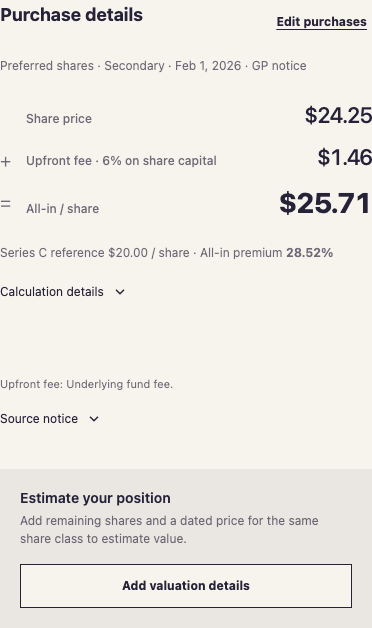 Purchase details
Edit purchases
Preferred shares · Secondary · Feb 1, 2026 · GP notice
Share price $24.25
+ Upfront fee · 6% on share capital $1.46
= All-in / share $25.71
Series C reference $20.00 / share · All-in premium 28.52%
Calculation details
Upfront fee: Underlying fund fee.
Source notice
Estimate your position
Add remaining shares and a dated price for the same
share class to estimate value.
Add valuation details